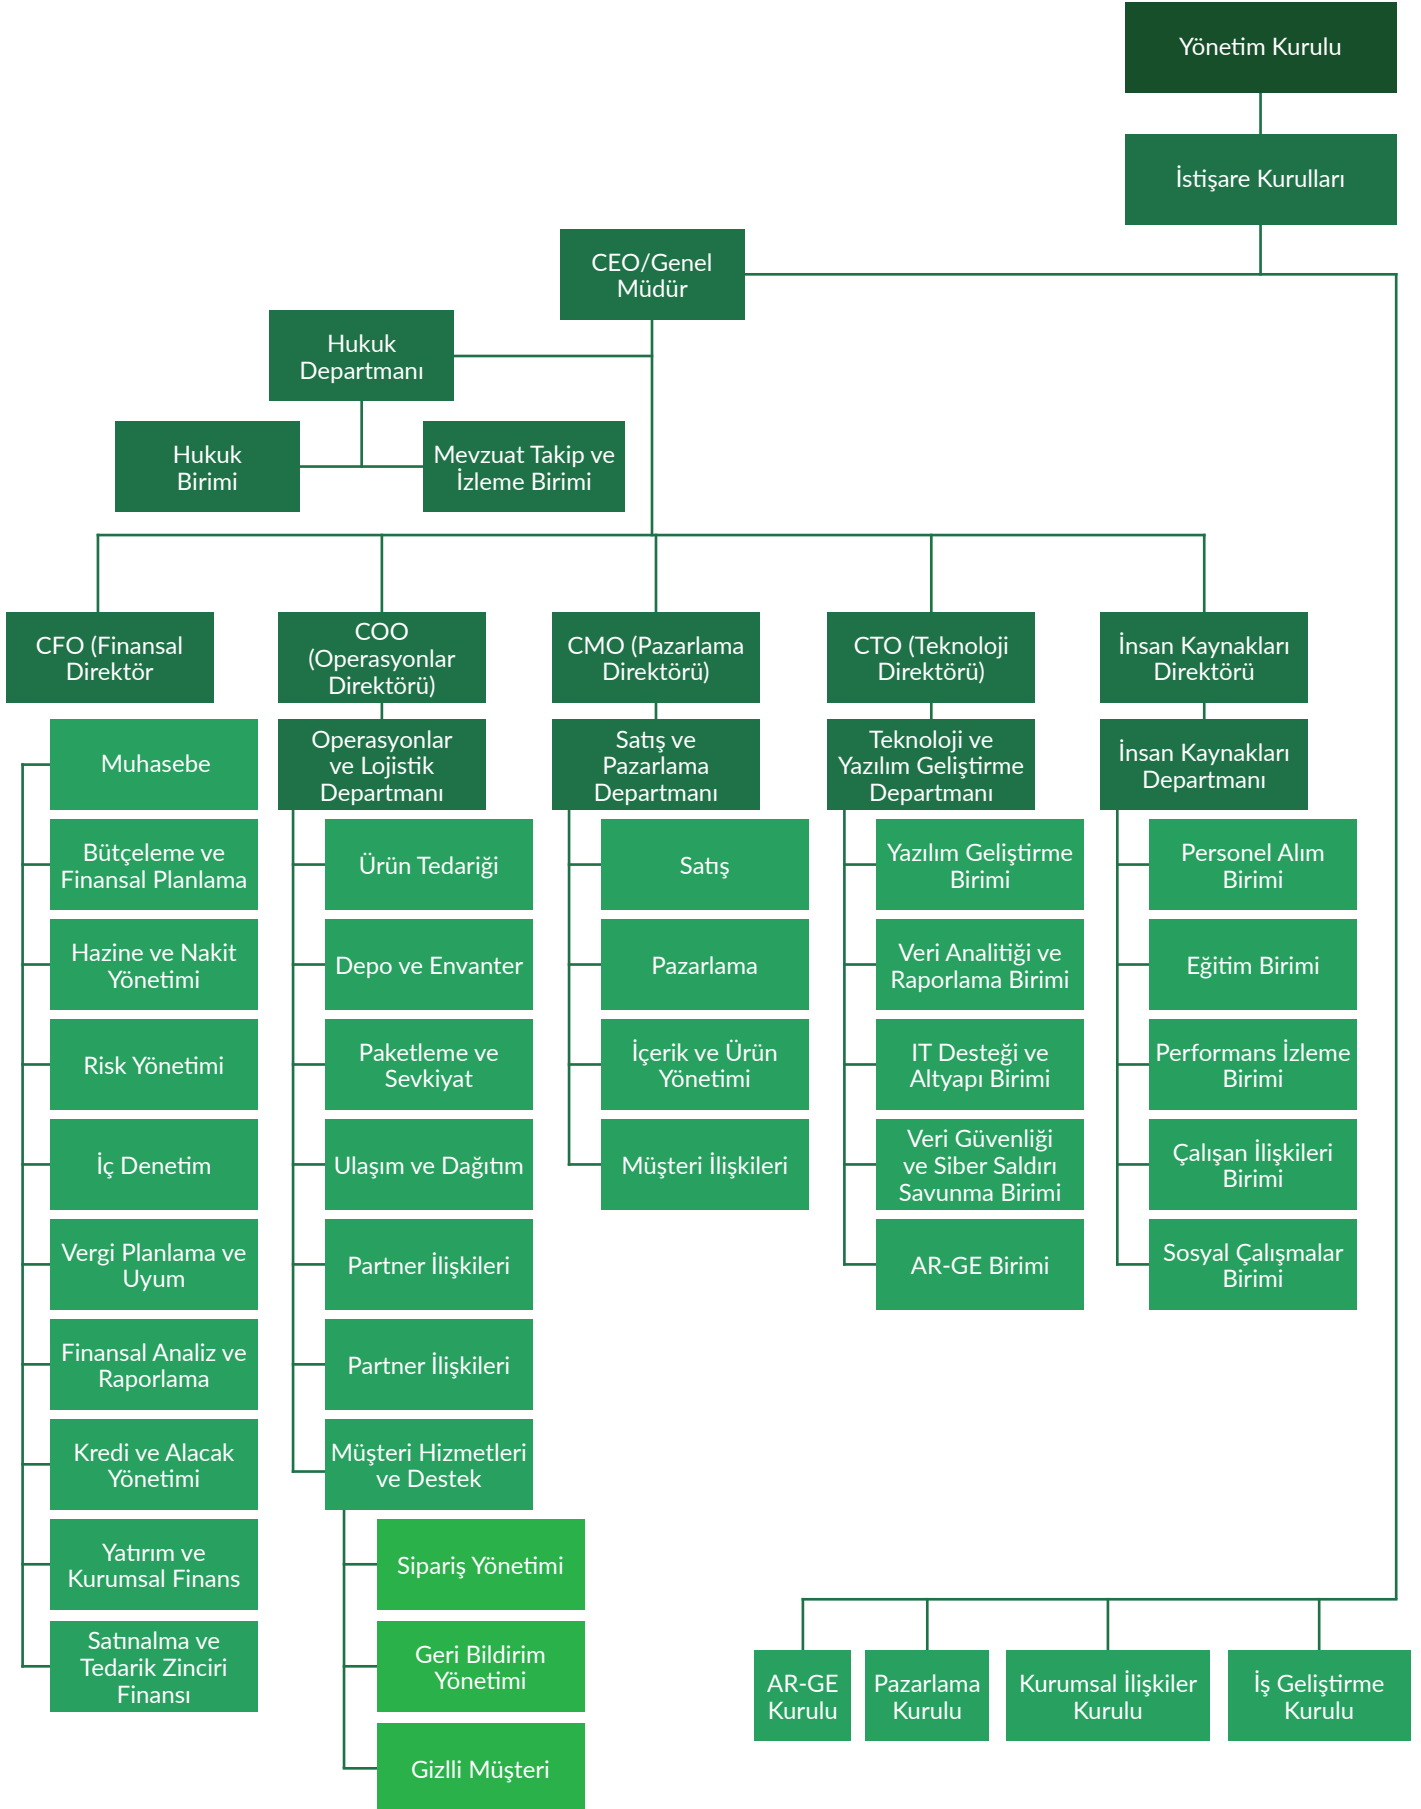 Yönetim Kurulu
İstişare Kurulları
CEO/Genel
Müdür
Hukuk
Departmanı
Hukuk
Birimi
Mevzuat Takip ve
İzleme Birimi
CFO (Finansal
Direktör
Muhasebe
Bütçeleme ve
Finansal Planlama
Hazine ve Nakit
Yönetimi
Risk Yönetimi
İç Denetim
Vergi Planlama ve
Uyum
Finansal Analiz ve
Raporlama
Kredi ve Alacak
Yönetimi
Yatırım ve
Kurumsal Finans
Satınalma ve
Tedarik Zinciri
Finansı
COO
(Operasyonlar
Direktörü)
Operasyonlar
ve Lojistik
Departmanı
Ürün Tedariği
Depo ve Envanter
Paketleme ve
Sevkiyat
Ulaşım ve Dağıtım
Partner İlişkileri
Partner İlişkileri
Müşteri Hizmetleri
ve Destek
Sipariş Yönetimi
Geri Bildirim
Yönetimi
Gizlli Müşteri
CMO (Pazarlama
Direktörü)
Satış ve
Pazarlama
Departmanı
Satış
Pazarlama
İçerik ve Ürün
Yönetimi
Müşteri İlişkileri
CTO (Teknoloji
Direktörü)
Teknoloji ve
Yazılım Geliştirme
Departmanı
Yazılım Geliştirme
Birimi
Veri Analitiği ve
Raporlama Birimi
IT Desteği ve
Altyapı Birimi
Veri Güvenliği
ve Siber Saldırı
Savunma Birimi
AR-GE Birimi
İnsan Kaynakları
Direktörü
İnsan Kaynakları
Departmanı
Personel Alım
Birimi
Eğitim Birimi
Performans İzleme
Birimi
Çalışan İlişkileri
Birimi
Sosyal Çalışmalar
Birimi
AR-GE
Kurulu
Pazarlama
Kurulu
Kurumsal İlişkiler
Kurulu
İş Geliştirme
Kurulu